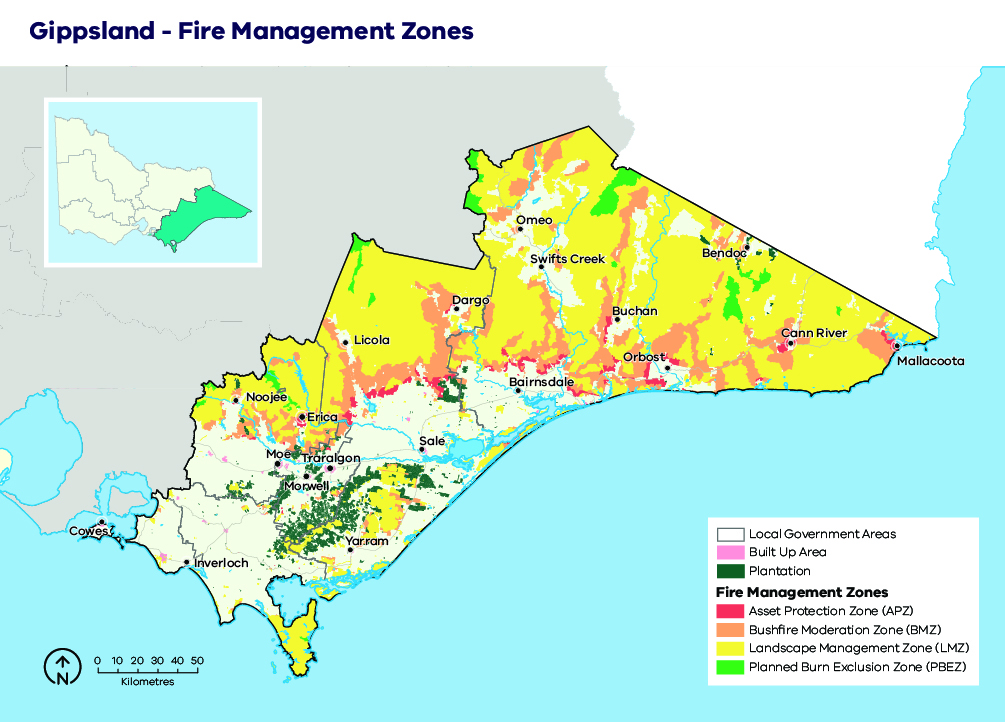 Gippsland - Fire Management Zones
Omeo
Swifts Creek
Bendoc
Dargo
Buchan
Licola
Cann River
Orbost
Mallacoota
Bairnsdale
Noojee
Erica
Sale
Moe
Traralgon
Morwell
Cowes
Yarram
Inverloch
Local Government Areas
Built Up Area
Plantation
Fire Management Zones
Asset Protection Zone (APZ)
Bushfire Moderation Zone (BMZ)
Landscape Management Zone (LMZ)
Planned Burn Exclusion Zone (PBEZ)
N
0 10 20 30 40 50
Kilometres